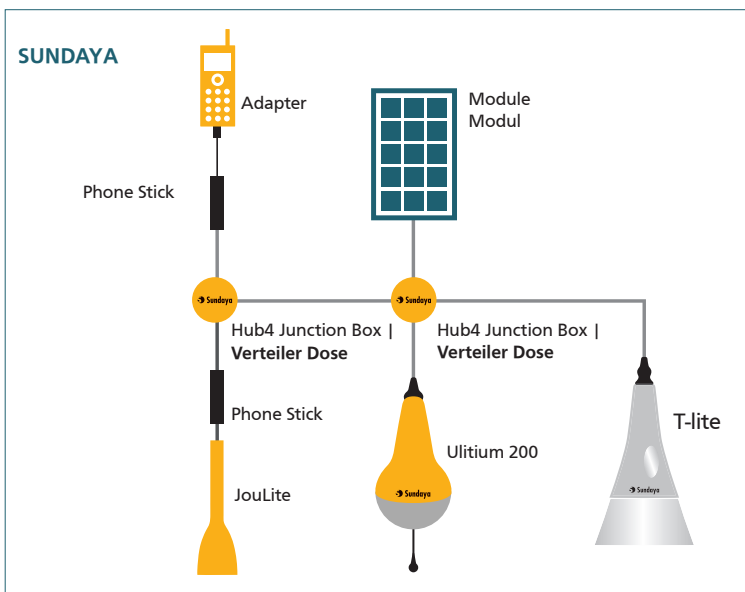 SUNDAYA
Adapter
Module
Modul
Phone Stick
Sundaya
Sundaya
Hub4 Junction Box |
Verteiler Dose
Hub4 Junction Box |
Verteiler Dose
Phone Stick
T-lite
Ulitium 200
JouLite
Sundaya
Sundaya